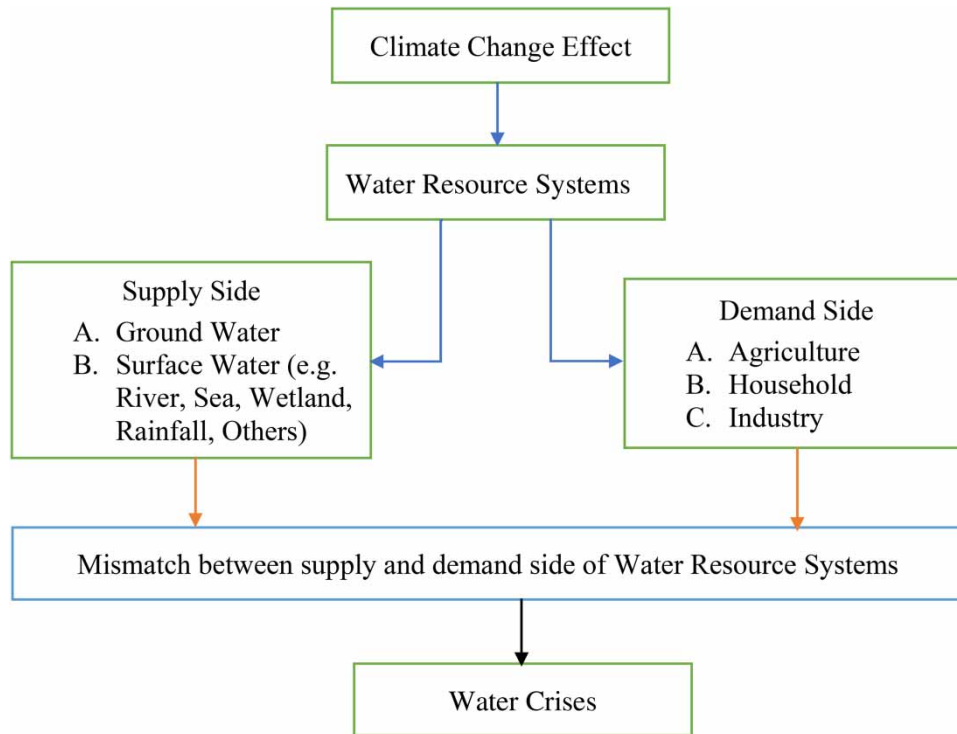 Climate Change Effect
Water Resource Systems
Supply Side
A. Ground Water
B. Surface Water (e.g.
River, Sea, Wetland,
Rainfall, Others)
Demand Side
A. Agriculture
B. Household
C. Industry
Mismatch between supply and demand side of Water Resource Systems
Water Crises